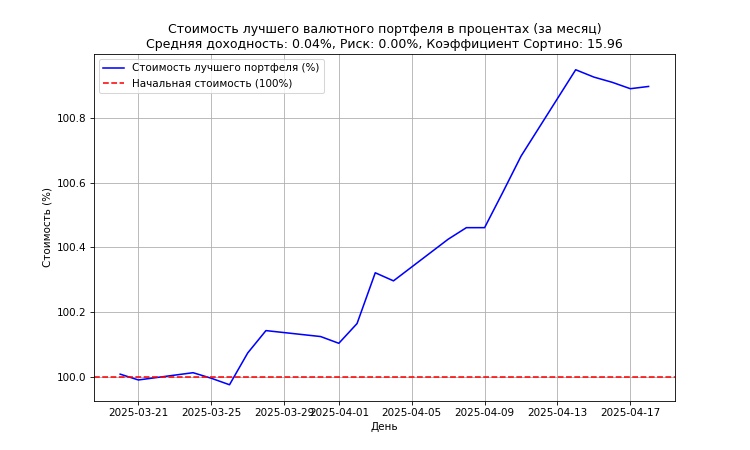 Стоимость лучшего валютного портфеля в процентах (за месяц)
Средняя доходность: 0.04%, Риск: 0.00%, Коэффициент Сортино: 15.96
Стоимость лучшего портфеля (%)
Начальная стоимость (100%)
Стоимость (%)
100.8
100.6
100.4
100.2
100.0
2025-03-21 2025-03-25 2025-03-29 2025-04-01 2025-04-05 2025-04-09 2025-04-13 2025-04-17
День